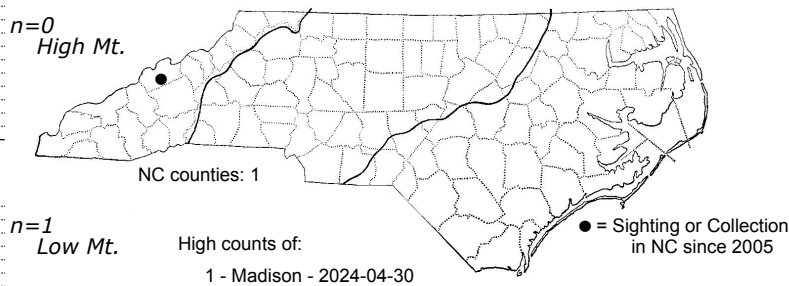 n=0
High Mt.
NC counties: 1
n=1
Low Mt.
High counts of:
1 - Madison - 2024-04-30
● = Sighting or Collection
in NC since 2005